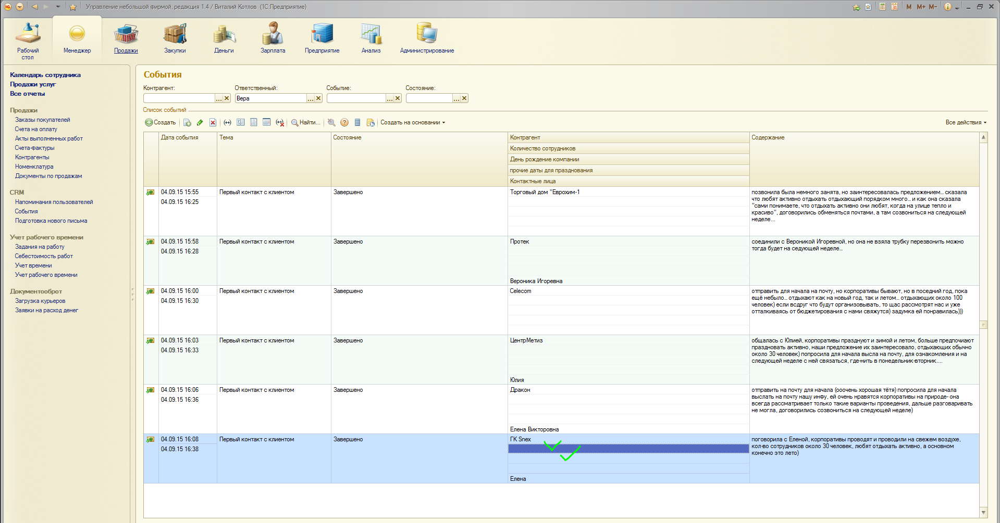 Управление небольшой фирмой, редакция 1.4 / Виталий Котлов (1С:Предприятие)
M M+ M-
Рабочий стол
Менеджер
Продажи
Закупки
Деньги
Зарплата
Предприятие
Анализ
Администрирование
Календарь сотрудника
Продажи услуг
Все отчеты
Продажи
Заказы покупателей
Счета на оплату
Акты выполненных работ
Счета-фактуры
Контрагенты
Номенклатура
Документы по продажам
CRM
Напоминания пользователей
События
Подготовка нового письма
Учет рабочего времени
Задания на работу
Себестоимость работ
Учет времени
Учет рабочего времени
Документооброт
Загрузка курьеров
Заявки на расход денег
События
Контрагент: Ответственный: Событие: Состояние:
Вера
Список событий
Создать Найти... Создать на основании Все действия
Дата события Тема Состояние Контрагент Содержание
Количество сотрудников
День рождение компании
прочие даты для празднования
Контактные лица
04.09.15 15:55 Первый контакт с клиентом Завершено Торговый дом "Еврохим-1
04.09.15 16:25
позвонила была немного занята, но заинтересовалась предложением... сказала
что любят активно отдыхать отдыхающий порядком много... и как она сказала
"сами понимаете, что отдыхать активно они любят, когда на улице тепло и
красиво", договорились обменяться почтами, а там созвониться на следующей
неделе...
04.09.15 15:58 Первый контакт с клиентом Завершено Протек
04.09.15 16:28
Вероника Игоревна
соединили с Вероникой Игоревной, но она не взяла трубку перезвонить можно
тогда будет на седующей неделе...
04.09.15 16:00 Первый контакт с клиентом Завершено Celecom
04.09.15 16:30
отправить для начала на почту, но корпоративы бывают, но в поседний год, пока
ещё небыло... отдыхают как на новый год, так и летом... отдыхающих около 100
человек) если всдруг что будут организовывать, то щас рассмотрят нас и уже
отталкиваясь от бюджетирования с нами свяжутся) задумка ей понравилась)))
04.09.15 16:03 Первый контакт с клиентом Завершено ЦентрМетиз
04.09.15 16:33
Юлия
общалась с Юлией, корпоративы празднуют и зимой и летом, больше предпочиают
праздновать активно, наши предложение их заинтересовало, отдыхающих обычно
около 30 человек) попросила для начала высла на почту, для ознакомления и на
следующей неделе с ней связаться, где-нить в понедельник-вторник....
04.09.15 16:06 Первый контакт с клиентом Завершено Дракон
04.09.15 16:36
Елена Викторовна
отправить на почту для начала (ооочень хорошая тётя) попросила для начала
выслать на почту нашу инфу, ей очень нравятся корпоративы на природе- она
всегда рассматривает только такие варианты проведения, дальше разговаривать
не могла, договорились созвониться на следующей неделе)
04.09.15 16:08 Первый контакт с клиентом Завершено ГК Snex
04.09.15 16:38
Елена
поговорила с Еленой, корпоративы проводят и проводили на свежем воздухе,
кол-во сотрудников около 30 человек, любят отдыхать активно, а основном
конечно это лето)